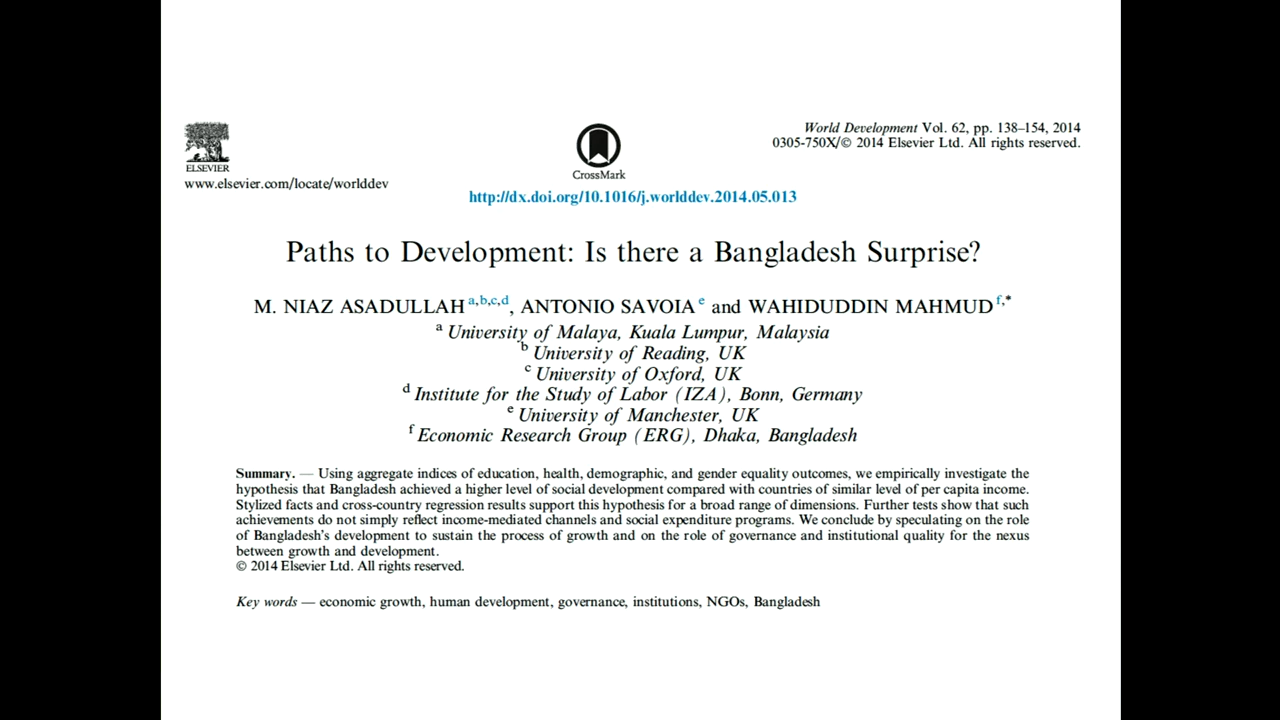 ELSEVIER
www.elsevier.com/locate/worlddev
CrossMark
World Development Vol. 62, pp. 138–154, 2014
0305-750X/© 2014 Elsevier Ltd. All rights reserved.
http://dx.doi.org/10.1016/j.worlddev.2014.05.013
Paths to Development: Is there a Bangladesh Surprise?
M. NIAZ ASADULLAH a,b,c,d, ANTONIO SAVOIA e and WAHIDUDDIN MAHMUD f,*
a University of Malaya, Kuala Lumpur, Malaysia
b University of Reading, UK
c University of Oxford, UK
d Institute for the Study of Labor (IZA), Bonn, Germany
e University of Manchester, UK
f Economic Research Group (ERG), Dhaka, Bangladesh
Summary. — Using aggregate indices of education, health, demographic, and gender equality outcomes, we empirically investigate the
hypothesis that Bangladesh achieved a higher level of social development compared with countries of similar level of per capita income.
Stylized facts and cross-country regression results support this hypothesis for a broad range of dimensions. Further tests show that such
achievements do not simply reflect income-mediated channels and social expenditure programs. We conclude by speculating on the role
of Bangladesh's development to sustain the process of growth and on the role of governance and institutional quality for the nexus
between growth and development.
© 2014 Elsevier Ltd. All rights reserved.
Key words — economic growth, human development, governance, institutions, NGOs, Bangladesh